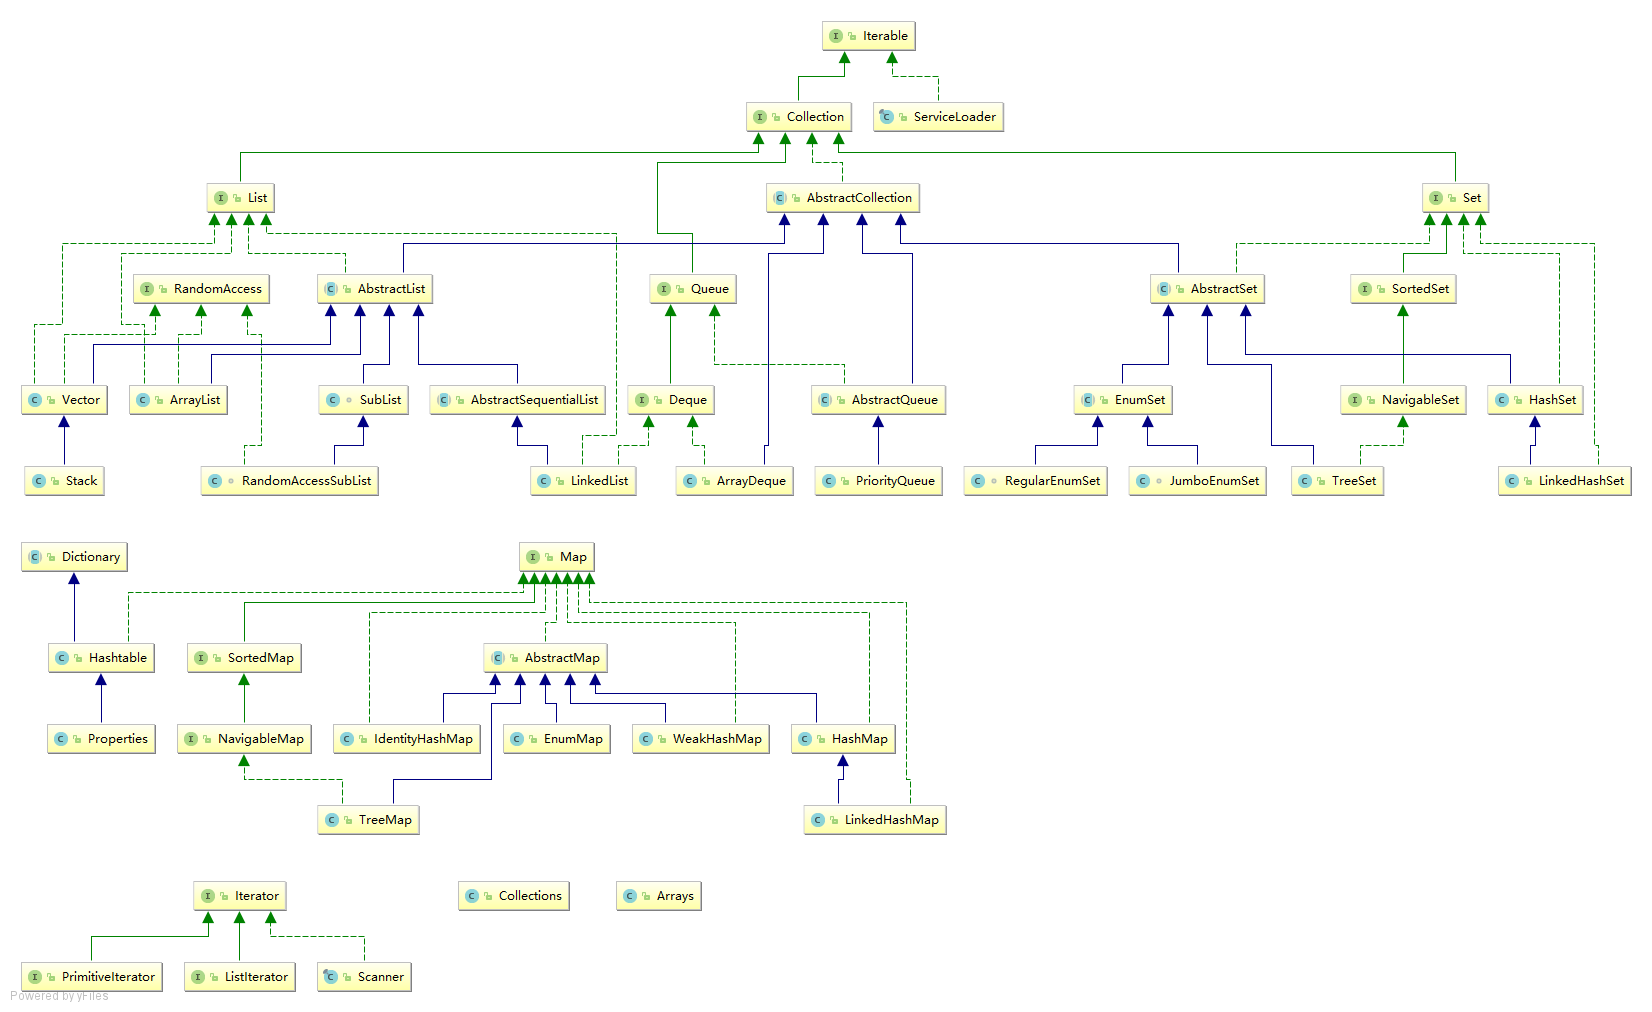 Iterable
Collection
ServiceLoader
List
AbstractCollection
Set
RandomAccess
AbstractList
Queue
AbstractSet
SortedSet
Vector
ArrayList
SubList
AbstractSequentialList
Deque
AbstractQueue
EnumSet
NavigableSet
HashSet
Stack
RandomAccessSubList
LinkedList
ArrayDeque
PriorityQueue
RegularEnumSet
JumboEnumSet
TreeSet
LinkedHashSet
Dictionary
Map
Hashtable
SortedMap
AbstractMap
Properties
NavigableMap
IdentityHashMap
EnumMap
WeakHashMap
HashMap
TreeMap
LinkedHashMap
Iterator
Collections
Arrays
PrimitiveIterator
ListIterator
Scanner
Powered by yFiles